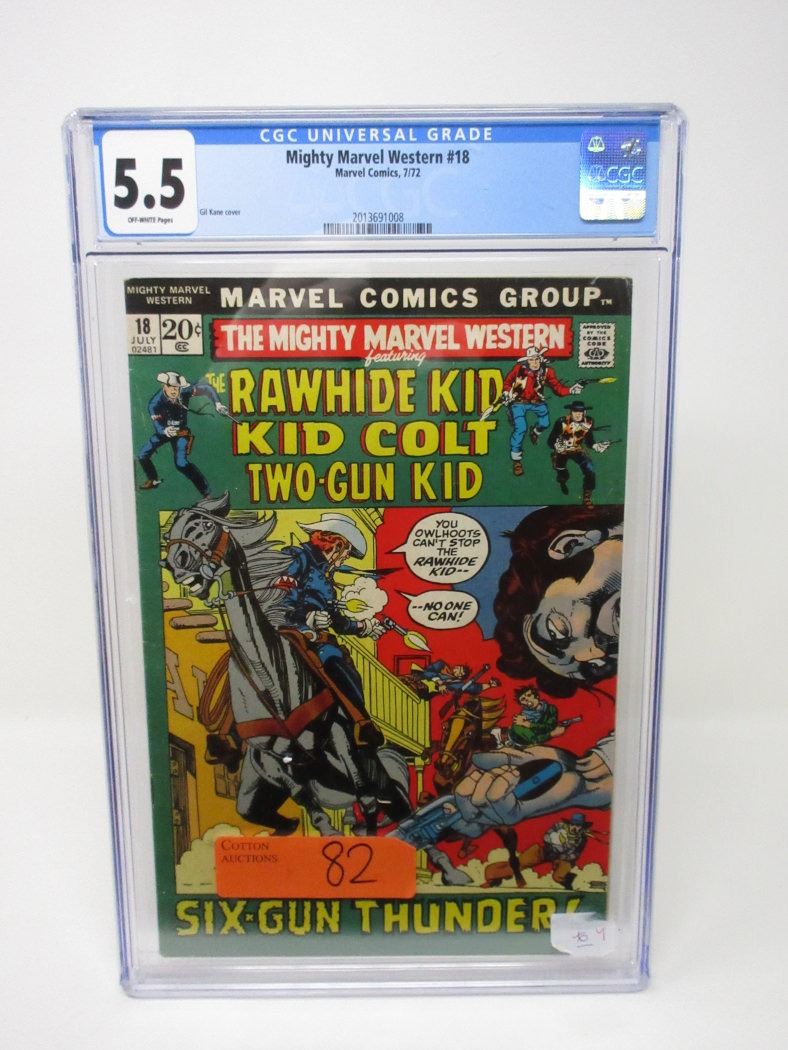 CGC UNIVERSAL GRADE
5.5
OFF-WHITE Pages
Mighty Marvel Western #18
Marvel Comics, 7/72
Gil Kane cover
2013691008
CGC
MIGHTY MARVEL
WESTERN
MARVEL COMICS GROUP™
18
JULY
02481
20¢
CC
THE MIGHTY MARVEL WESTERN
featuring
APPROVED
BY THE
COMICS
CODE
AUTHORITY
THE
RAWHIDE KID
KID COLT
TWO-GUN KID
YOU
OWLHOOTS
CAN'T STOP
THE
RAWHIDE
KID--
--NO ONE
CAN!
COTTON
AUCTIONS
82
SIX-GUN THUNDER!